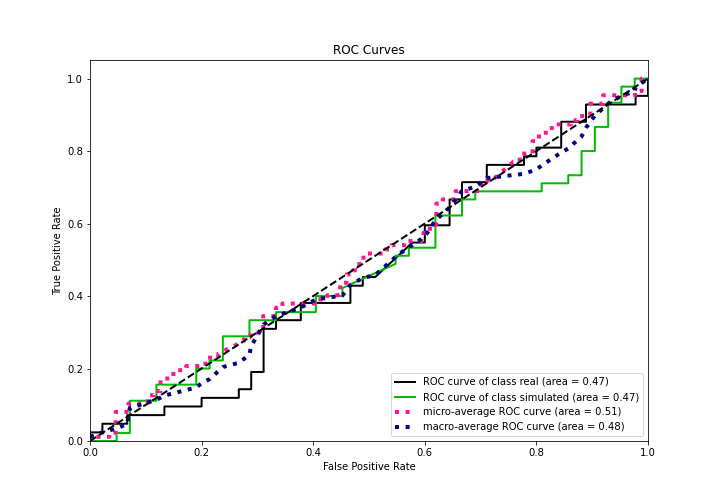 ROC Curves
True Positive Rate
1.0
0.8
0.6
0.4
0.2
0.0
ROC curve of class real (area = 0.47)
ROC curve of class simulated (area = 0.47)
micro-average ROC curve (area = 0.51)
macro-average ROC curve (area = 0.48)
0.0 0.2 0.4 0.6 0.8 1.0
False Positive Rate